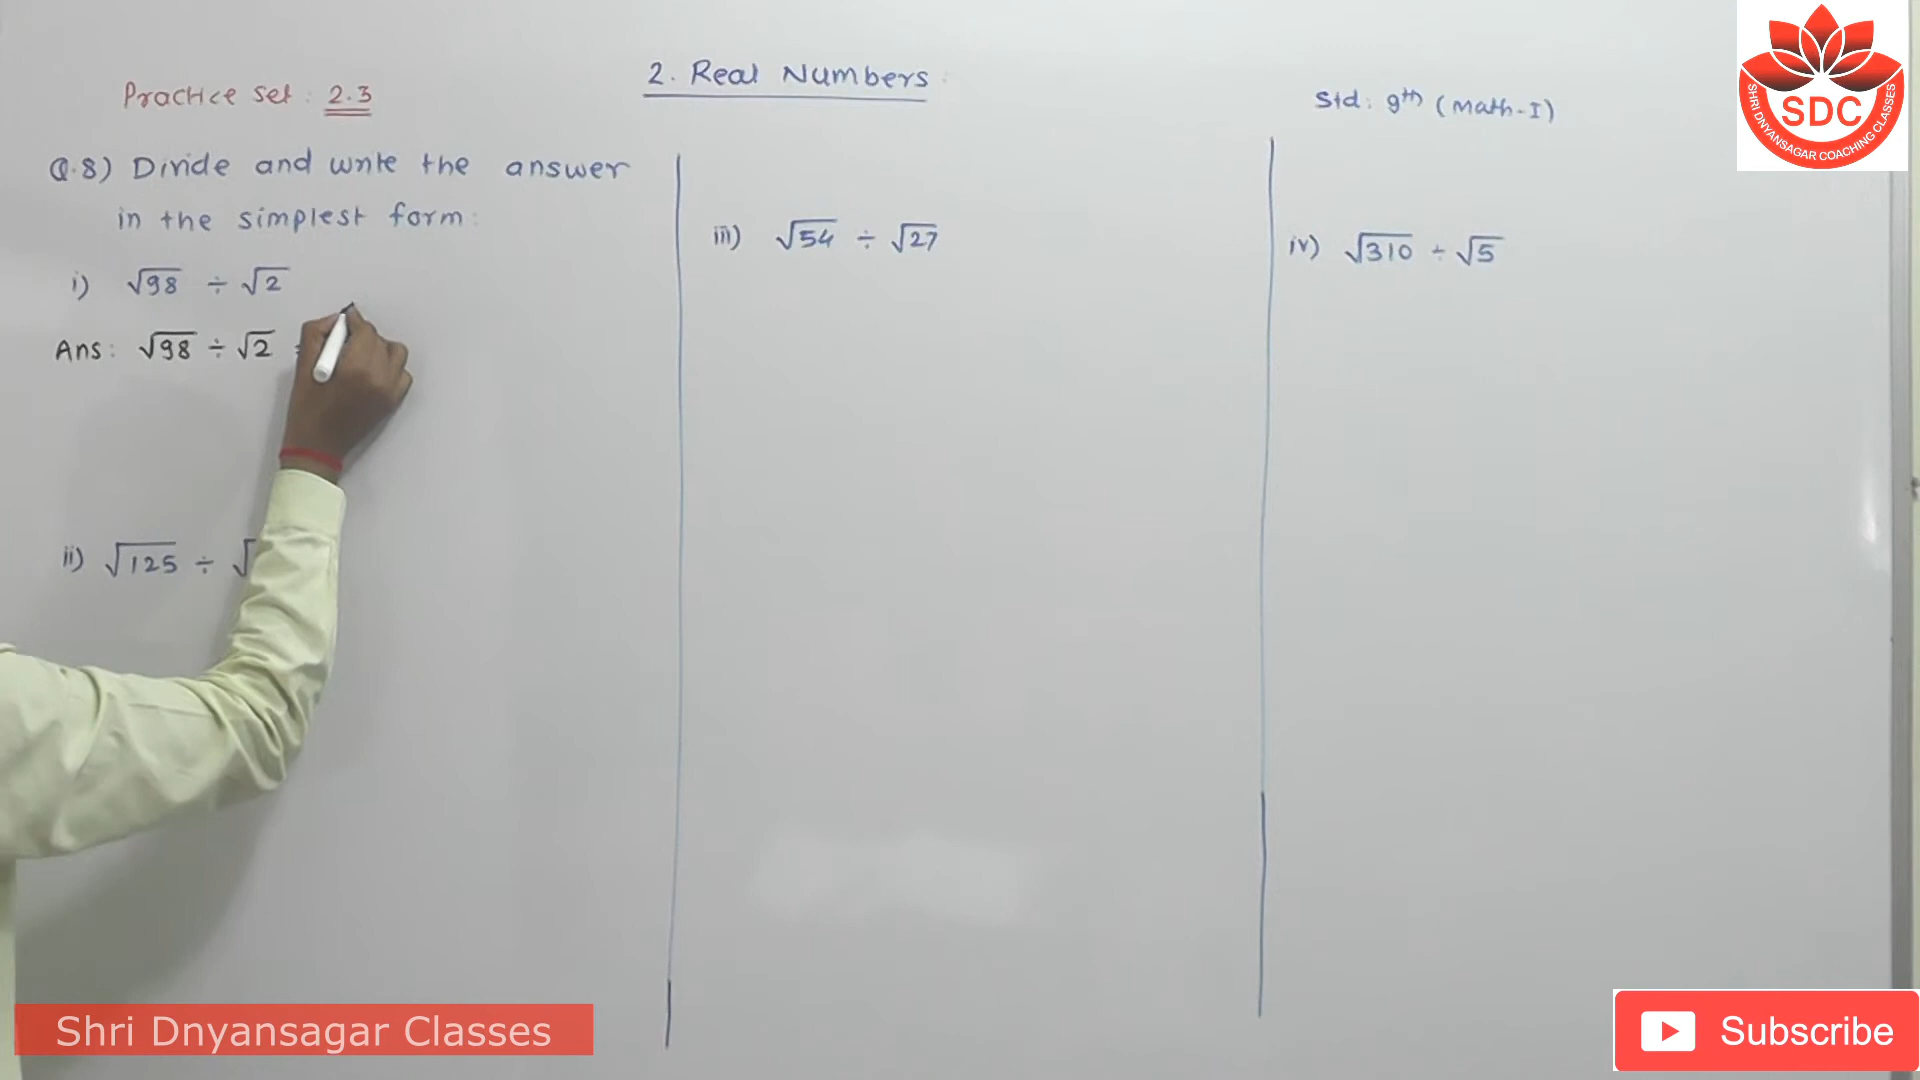 2. Real Numbers:
Practice set: 2.3
Std: 9th (Math-I)
Q.8) Divide and write the answer
in the simplest form:
i) √98 ÷ √2
Ans: √98 ÷ √2 =
ii) √125 ÷ √
iii) √54 ÷ √27
iv) √310 ÷ √5
SDC
SHRI DNYANSAGAR COACHING CLASSES
Shri Dnyansagar Classes
Subscribe